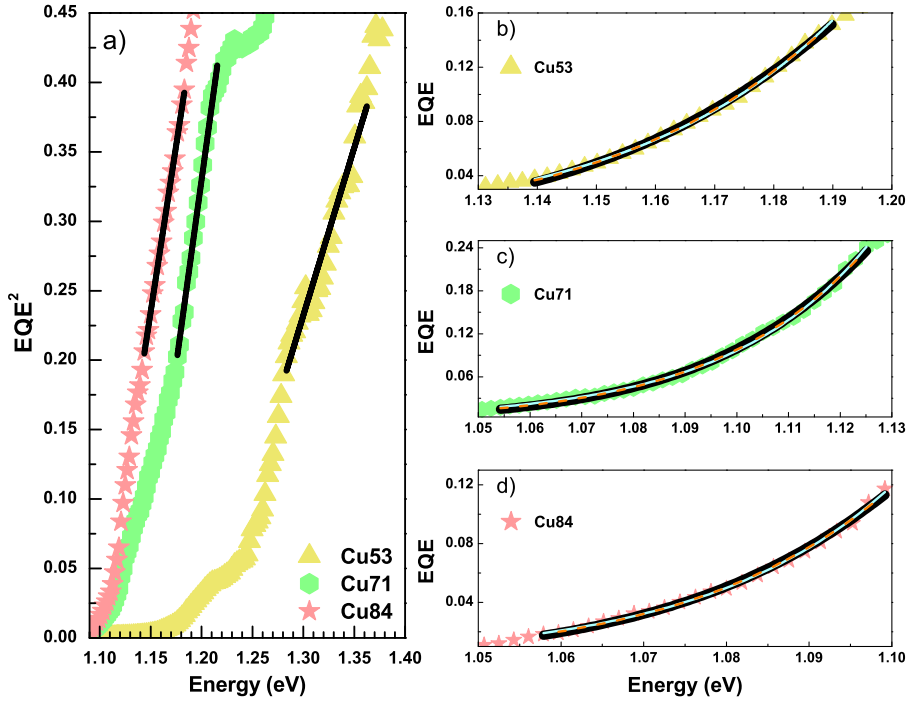 a)
EQE²
0.45
0.40
0.35
0.30
0.25
0.20
0.15
0.10
0.05
0.00
Cu53
Cu71
Cu84
1.10 1.15 1.20 1.25 1.30 1.35 1.40
Energy (eV)
b)
Cu53
EQE
0.16
0.12
0.08
0.04
1.13 1.14 1.15 1.16 1.17 1.18 1.19 1.20
c)
Cu71
EQE
0.24
0.18
0.12
0.06
1.05 1.06 1.07 1.08 1.09 1.10 1.11 1.12 1.13
d)
Cu84
EQE
0.12
0.08
0.04
1.05 1.06 1.07 1.08 1.09 1.10
Energy (eV)